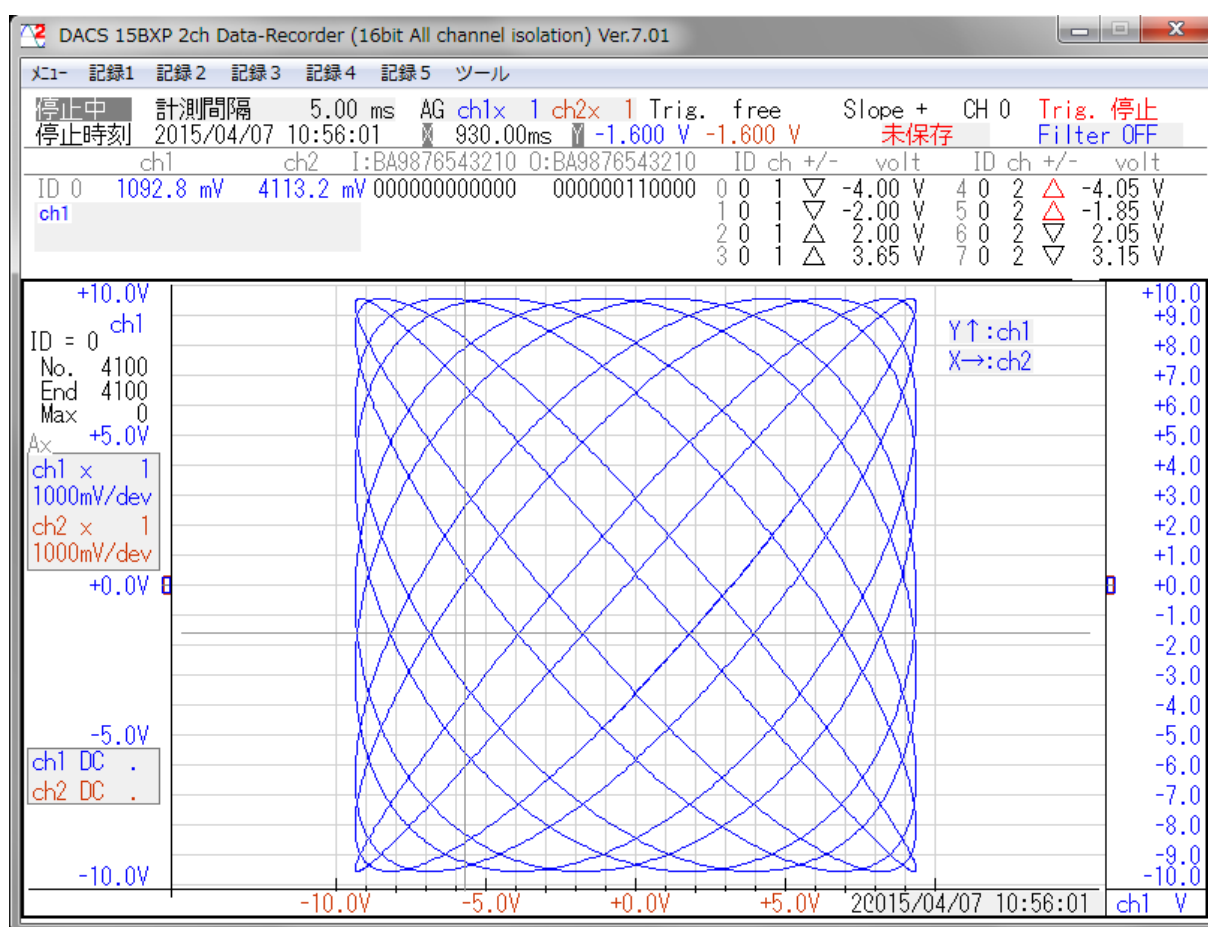 DACS 15BXP 2ch Data-Recorder (16bit All channel isolation) Ver.7.01
ﾒﾆｭｰ 記録1 記録2 記録3 記録4 記録5 ツール
停止中 計測間隔 5.00 ms AG ch1x 1 ch2x 1 Trig. free Slope + CH 0 Trig. 停止
停止時刻 2015/04/07 10:56:01 X 930.00ms Y -1.600 V -1.600 V 未保存 Filter OFF
ch1 ch2 I:BA9876543210 O:BA9876543210 ID ch +/- volt ID ch +/- volt
ID 0 1092.8 mV 4113.2 mV 000000000000 000000110000 0 0 1 ▽ -4.00 V 4 0 2 △ -4.05 V
ch1 1 0 1 ▽ -2.00 V 5 0 2 △ -1.85 V
2 0 1 △ 2.00 V 6 0 2 ▽ 2.05 V
3 0 1 △ 3.65 V 7 0 2 ▽ 3.15 V
+10.0V
ch1
ID = 0
No. 4100
End 4100
Max 0
Ax +5.0V
ch1 x 1
1000mV/dev
ch2 x 1
1000mV/dev
+0.0V
-5.0V
ch1 DC .
ch2 DC .
-10.0V
Y↑:ch1
X→:ch2
+10.0
+9.0
+8.0
+7.0
+6.0
+5.0
+4.0
+3.0
+2.0
+1.0
+0.0
-1.0
-2.0
-3.0
-4.0
-5.0
-6.0
-7.0
-8.0
-9.0
-10.0
-10.0V -5.0V +0.0V +5.0V 2015/04/07 10:56:01 ch1 V